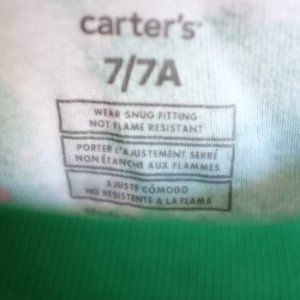 carter's
7/7A
WEAR SNUG FITTING
NOT FLAME RESISTANT
PORTER L'AJUSTEMENT SERRÉ
NON ÉTANCHE AUX FLAMMES
AJUSTE CÓMODO
NO RESISTENTE A LA FLAMA